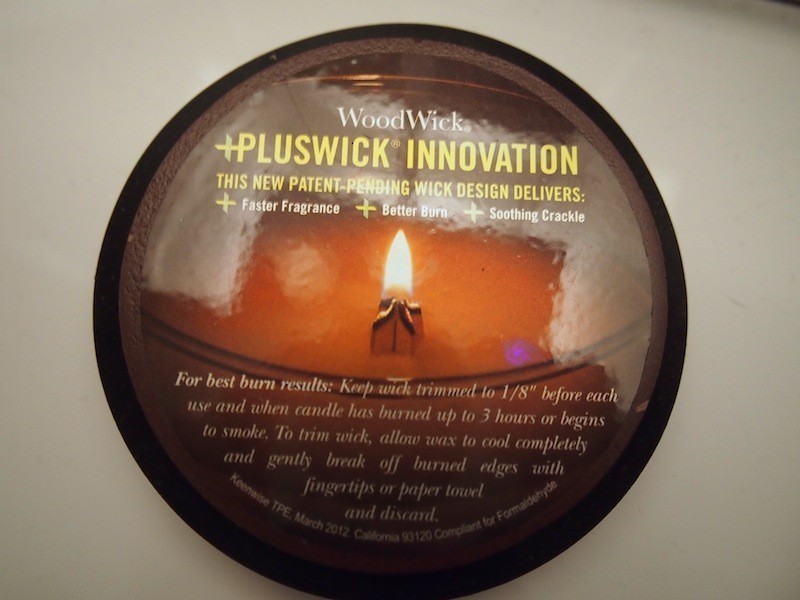 WoodWick®
+PLUSWICK® INNOVATION
THIS NEW PATENT-PENDING WICK DESIGN DELIVERS:
+ Faster Fragrance + Better Burn + Soothing Crackle
For best burn results: Keep wick trimmed to 1/8" before each
use and when candle has burned up to 3 hours or begins
to smoke. To trim wick, allow wax to cool completely
and gently break off burned edges with
fingertips or paper towel
and discard.
Keenwise TPE, March 2012. California 93120 Compliant for Formaldehyde